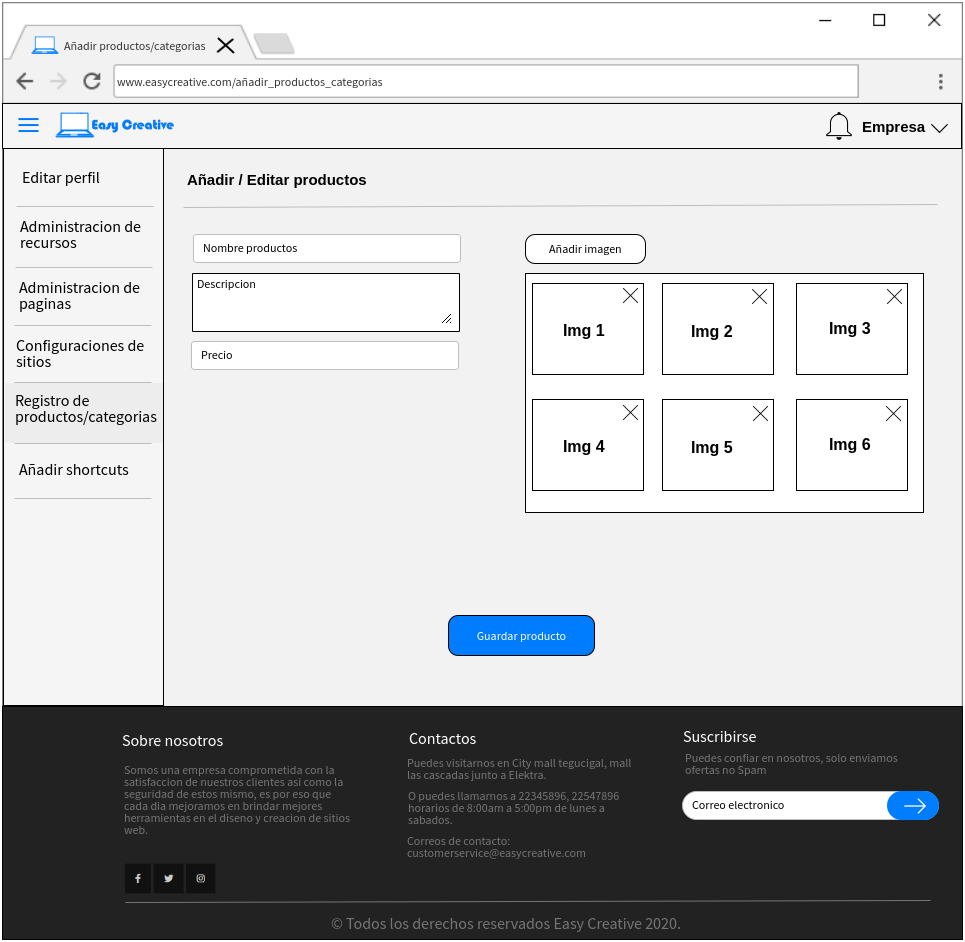 Añadir productos/categorias
www.easycreative.com/añadir_productos_categorias
Easy Creative
Empresa
Editar perfil
Administracion de
recursos
Administracion de
paginas
Configuraciones de
sitios
Registro de
productos/categorias
Añadir shortcuts
Añadir / Editar productos
Nombre productos
Descripcion
Precio
Añadir imagen
Img 1
Img 2
Img 3
Img 4
Img 5
Img 6
Guardar producto
Sobre nosotros
Somos una empresa comprometida con la
satisfaccion de nuestros clientes asi como la
seguridad de estos mismo, es por eso que
cada dia mejoramos en brindar mejores
herramientas en el diseno y creacion de sitios
web.
Contactos
Puedes visitarnos en City mall tegucigal, mall
las cascadas junto a Elektra.
O puedes llamarnos a 22345896, 22547896
horarios de 8:00am a 5:00pm de lunes a
sabados.
Correos de contacto:
customerservice@easycreative.com
Suscribirse
Puedes confiar en nosotros, solo enviamos
ofertas no Spam
Correo electronico
© Todos los derechos reservados Easy Creative 2020.